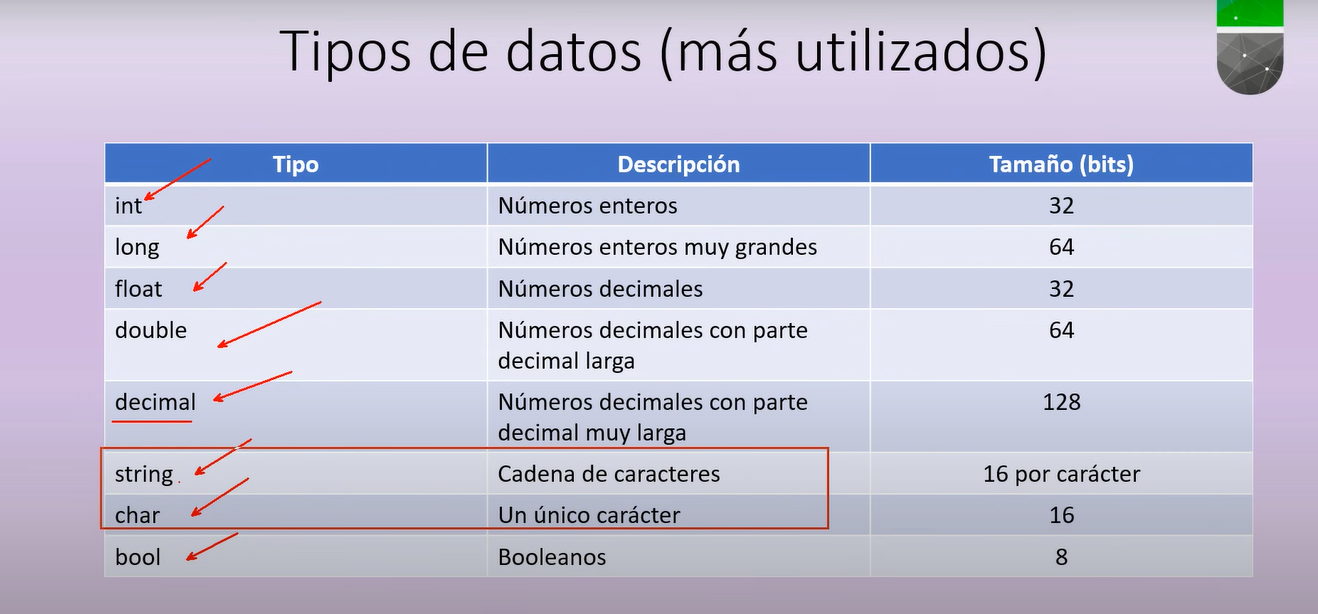 Tipos de datos (más utilizados)
Tipo Descripción Tamaño (bits)
int Números enteros 32
long Números enteros muy grandes 64
float Números decimales 32
double Números decimales con parte 64
decimal larga
decimal Números decimales con parte 128
decimal muy larga
string Cadena de caracteres 16 por carácter
char Un único carácter 16
bool Booleanos 8